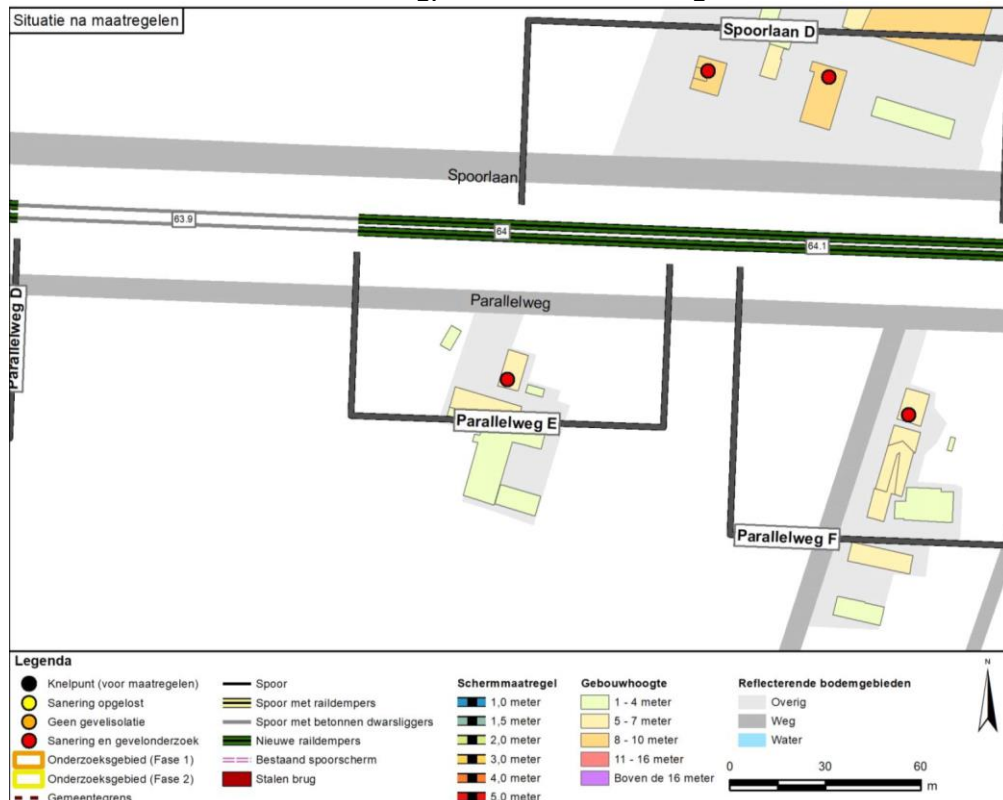 Situatie na maatregelen
Spoorlaan D
Spoorlaan
63.9
64
64.1
Parallelweg D
Parallelweg
Parallelweg E
Parallelweg F
Legenda
Knelpunt (voor maatregelen)
Sanering opgelost
Geen gevelisolatie
Sanering en gevelonderzoek
Onderzoeksgebied (Fase 1)
Onderzoeksgebied (Fase 2)
Gemeentegrens
Spoor
Spoor met raildempers
Spoor met betonnen dwarsliggers
Nieuwe raildempers
Bestaand spoorscherm
Stalen brug
Schermmaatregel
1,0 meter
1,5 meter
2,0 meter
3,0 meter
4,0 meter
5,0 meter
Gebouwhoogte
1 - 4 meter
5 - 7 meter
8 - 10 meter
11 - 16 meter
Boven de 16 meter
Reflecterende bodemgebieden
Overig
Weg
Water
N
0 30 60
m